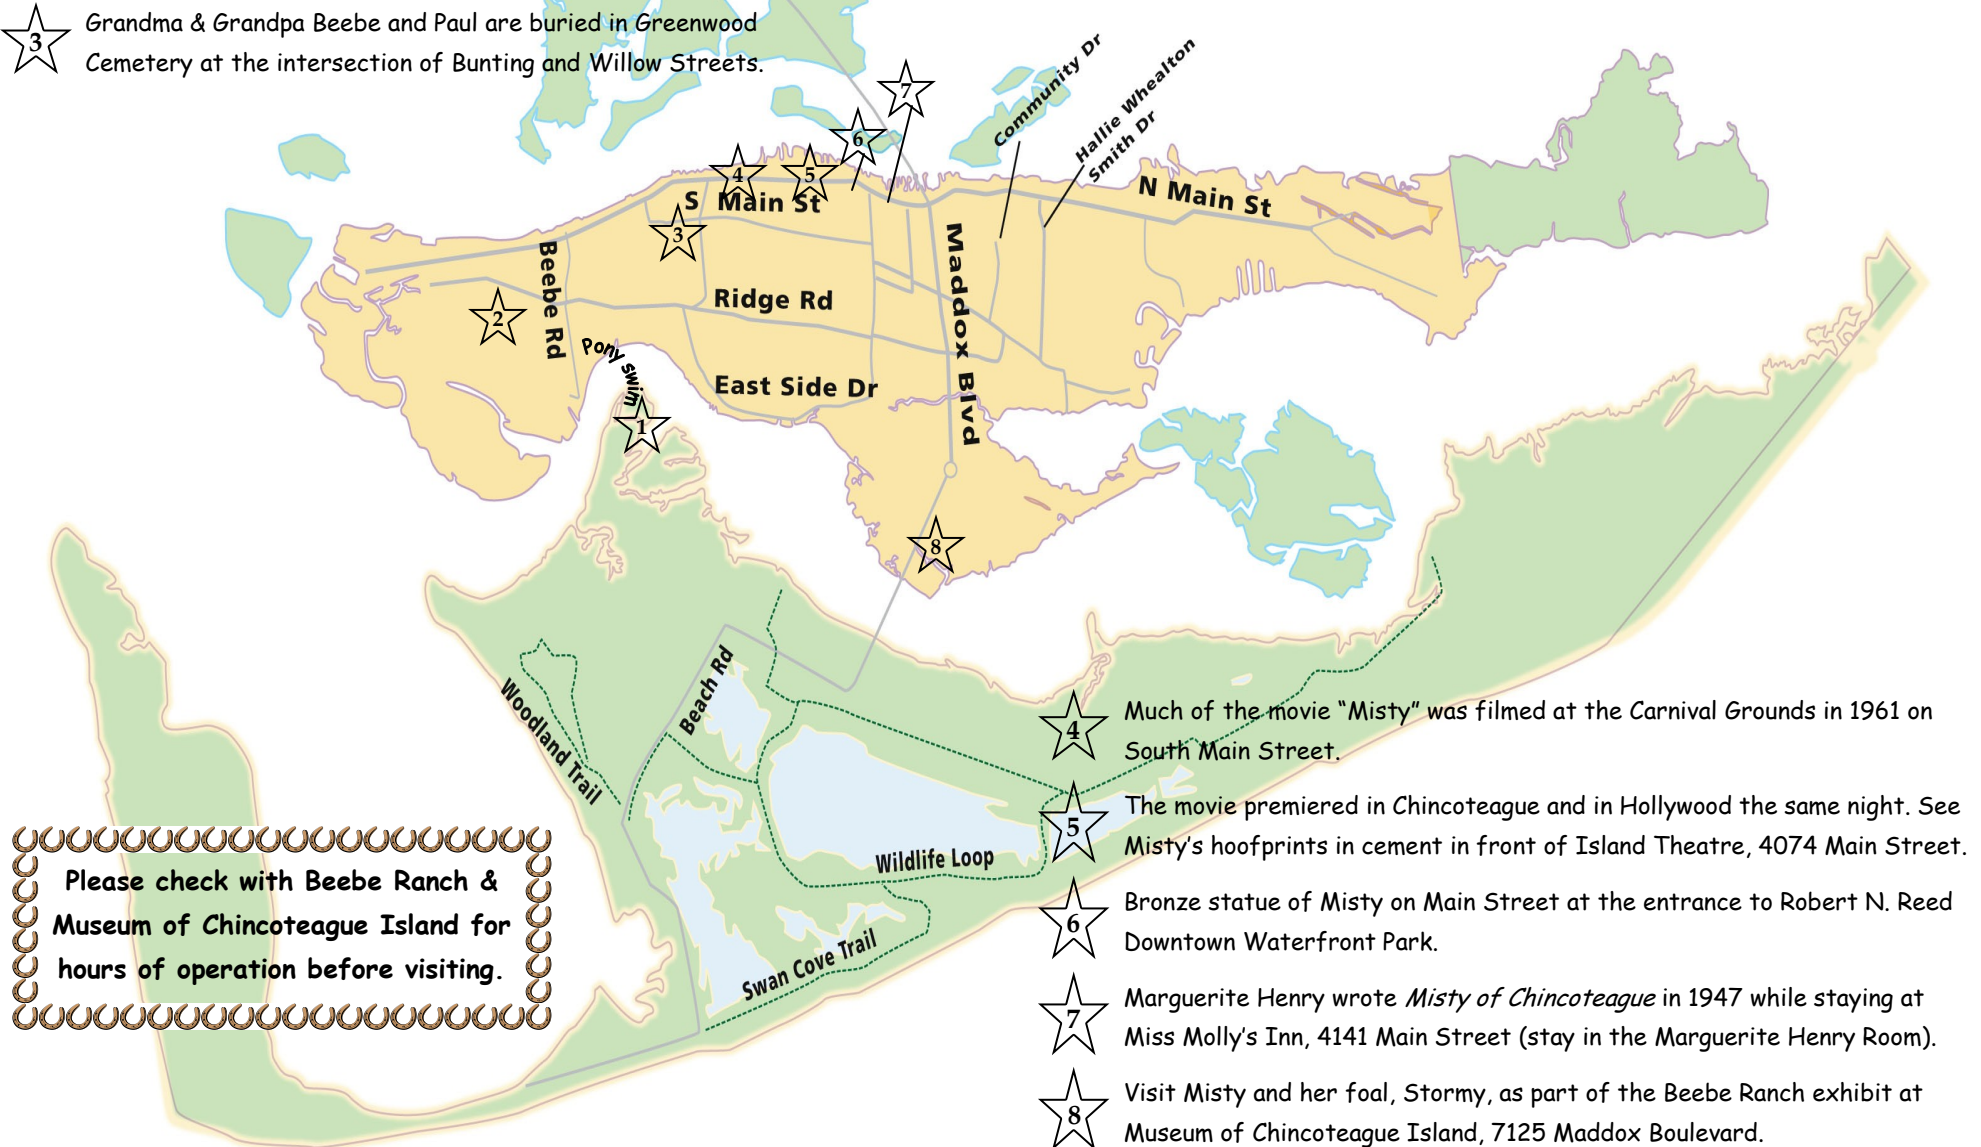 3
Grandma & Grandpa Beebe and Paul are buried in Greenwood
Cemetery at the intersection of Bunting and Willow Streets.
7
6
Community Dr
Hallie Whealton
Smith Dr
4
5
S Main St
N Main St
3
Beebe Rd
Maddox Blvd
Ridge Rd
2
Pony swim
East Side Dr
1
8
Beach Rd
Woodland Trail
Wildlife Loop
Swan Cove Trail
Please check with Beebe Ranch &
Museum of Chincoteague Island for
hours of operation before visiting.
4
Much of the movie “Misty” was filmed at the Carnival Grounds in 1961 on
South Main Street.
5
The movie premiered in Chincoteague and in Hollywood the same night. See
Misty’s hoofprints in cement in front of Island Theatre, 4074 Main Street.
6
Bronze statue of Misty on Main Street at the entrance to Robert N. Reed
Downtown Waterfront Park.
7
Marguerite Henry wrote Misty of Chincoteague in 1947 while staying at
Miss Molly’s Inn, 4141 Main Street (stay in the Marguerite Henry Room).
8
Visit Misty and her foal, Stormy, as part of the Beebe Ranch exhibit at
Museum of Chincoteague Island, 7125 Maddox Boulevard.